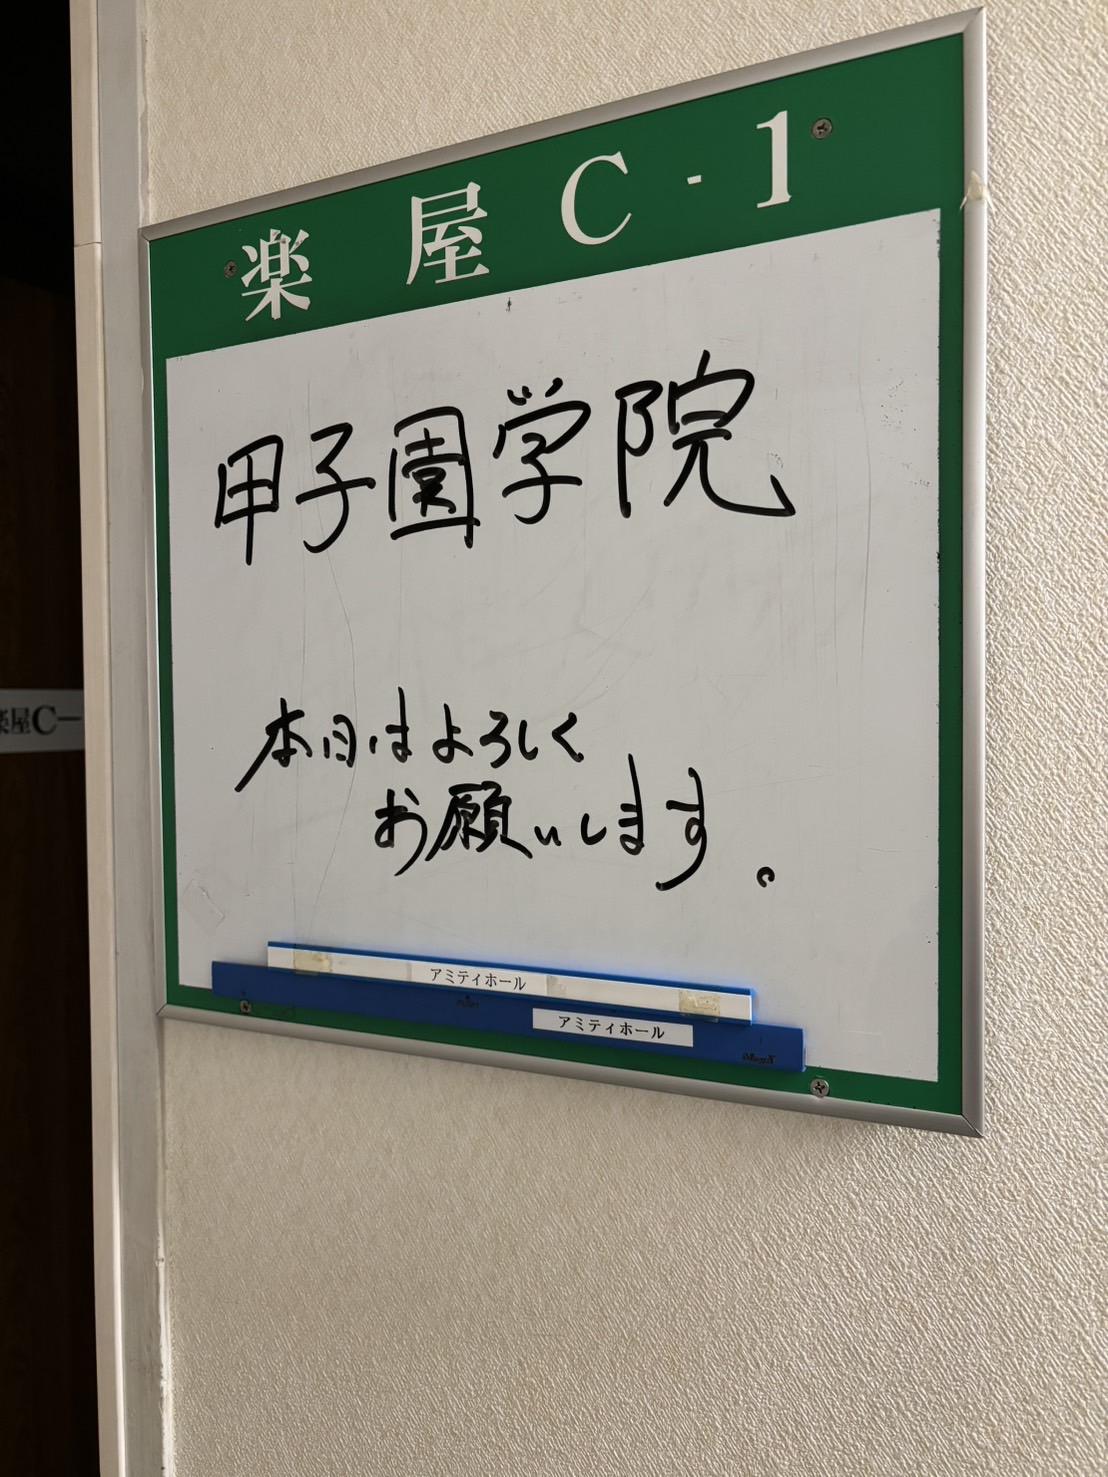 楽屋C-1
甲子園学院
本日はよろしく
お願いします。
アミティホール
アミティホール
楽屋C－